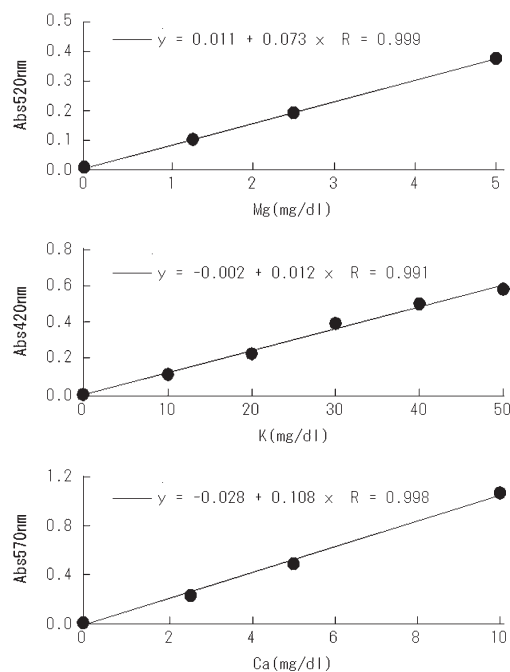 0.5
y = 0.011 + 0.073 x R = 0.999
0.4
0.3
0.2
0.1
0.0
Abs520nm
0 1 2 3 4 5
Mg(mg/dl)
0.8
y = -0.002 + 0.012 x R = 0.991
0.6
0.4
0.2
0.0
Abs420nm
0 10 20 30 40 50
K(mg/dl)
1.2
y = -0.028 + 0.108 x R = 0.998
0.8
0.4
0.0
Abs570nm
0 2 4 6 8 10
Ca(mg/dl)